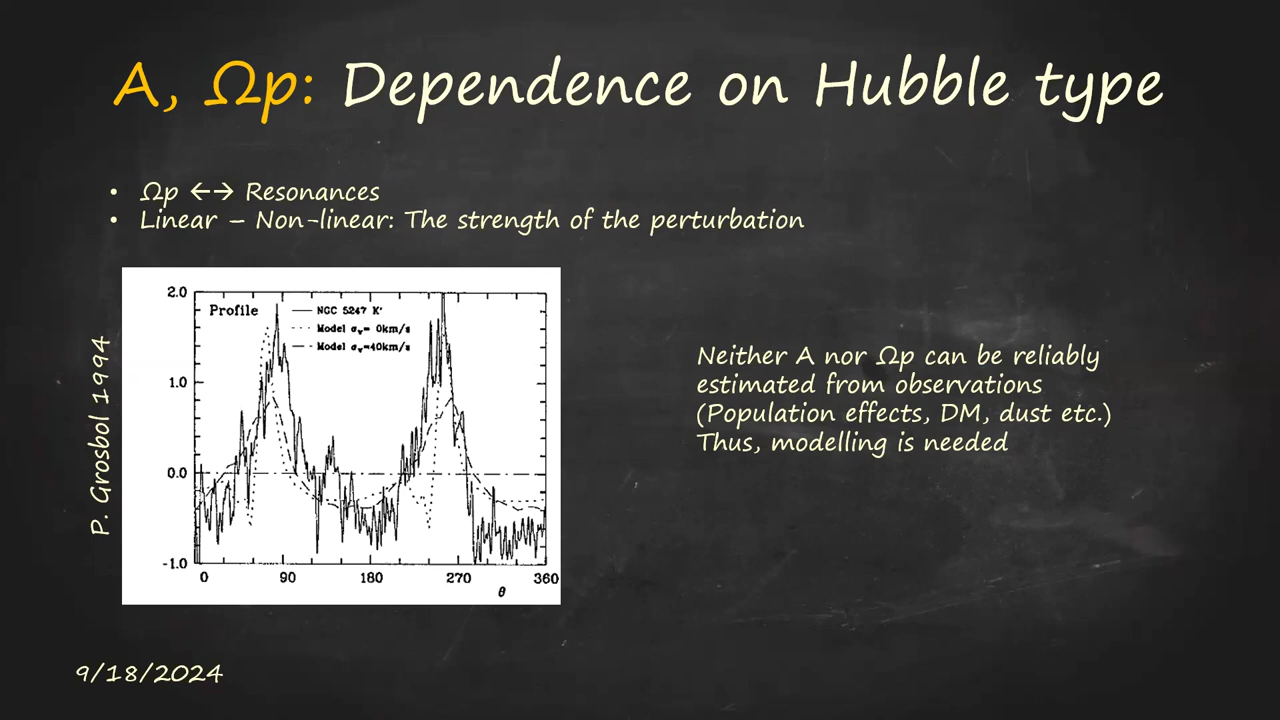 A, Ωp: Dependence on Hubble type
• Ωp ←→ Resonances
• Linear – Non-linear: The strength of the perturbation
P. Grosbol 1994
2.0
1.0
0.0
-1.0
Profile
NGC 5247 K'
Model σv= 0km/s
Model σv=40km/s
0 90 180 270 360
θ
Neither A nor Ωp can be reliably
estimated from observations
(Population effects, DM, dust etc.)
Thus, modelling is needed
9/18/2024